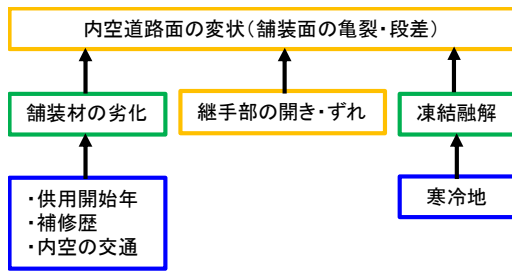 内空道路面の変状（舗装面の亀裂・段差）
舗装材の劣化
継手部の開き・ずれ
凍結融解
・供用開始年
・補修歴
・内空の交通
寒冷地